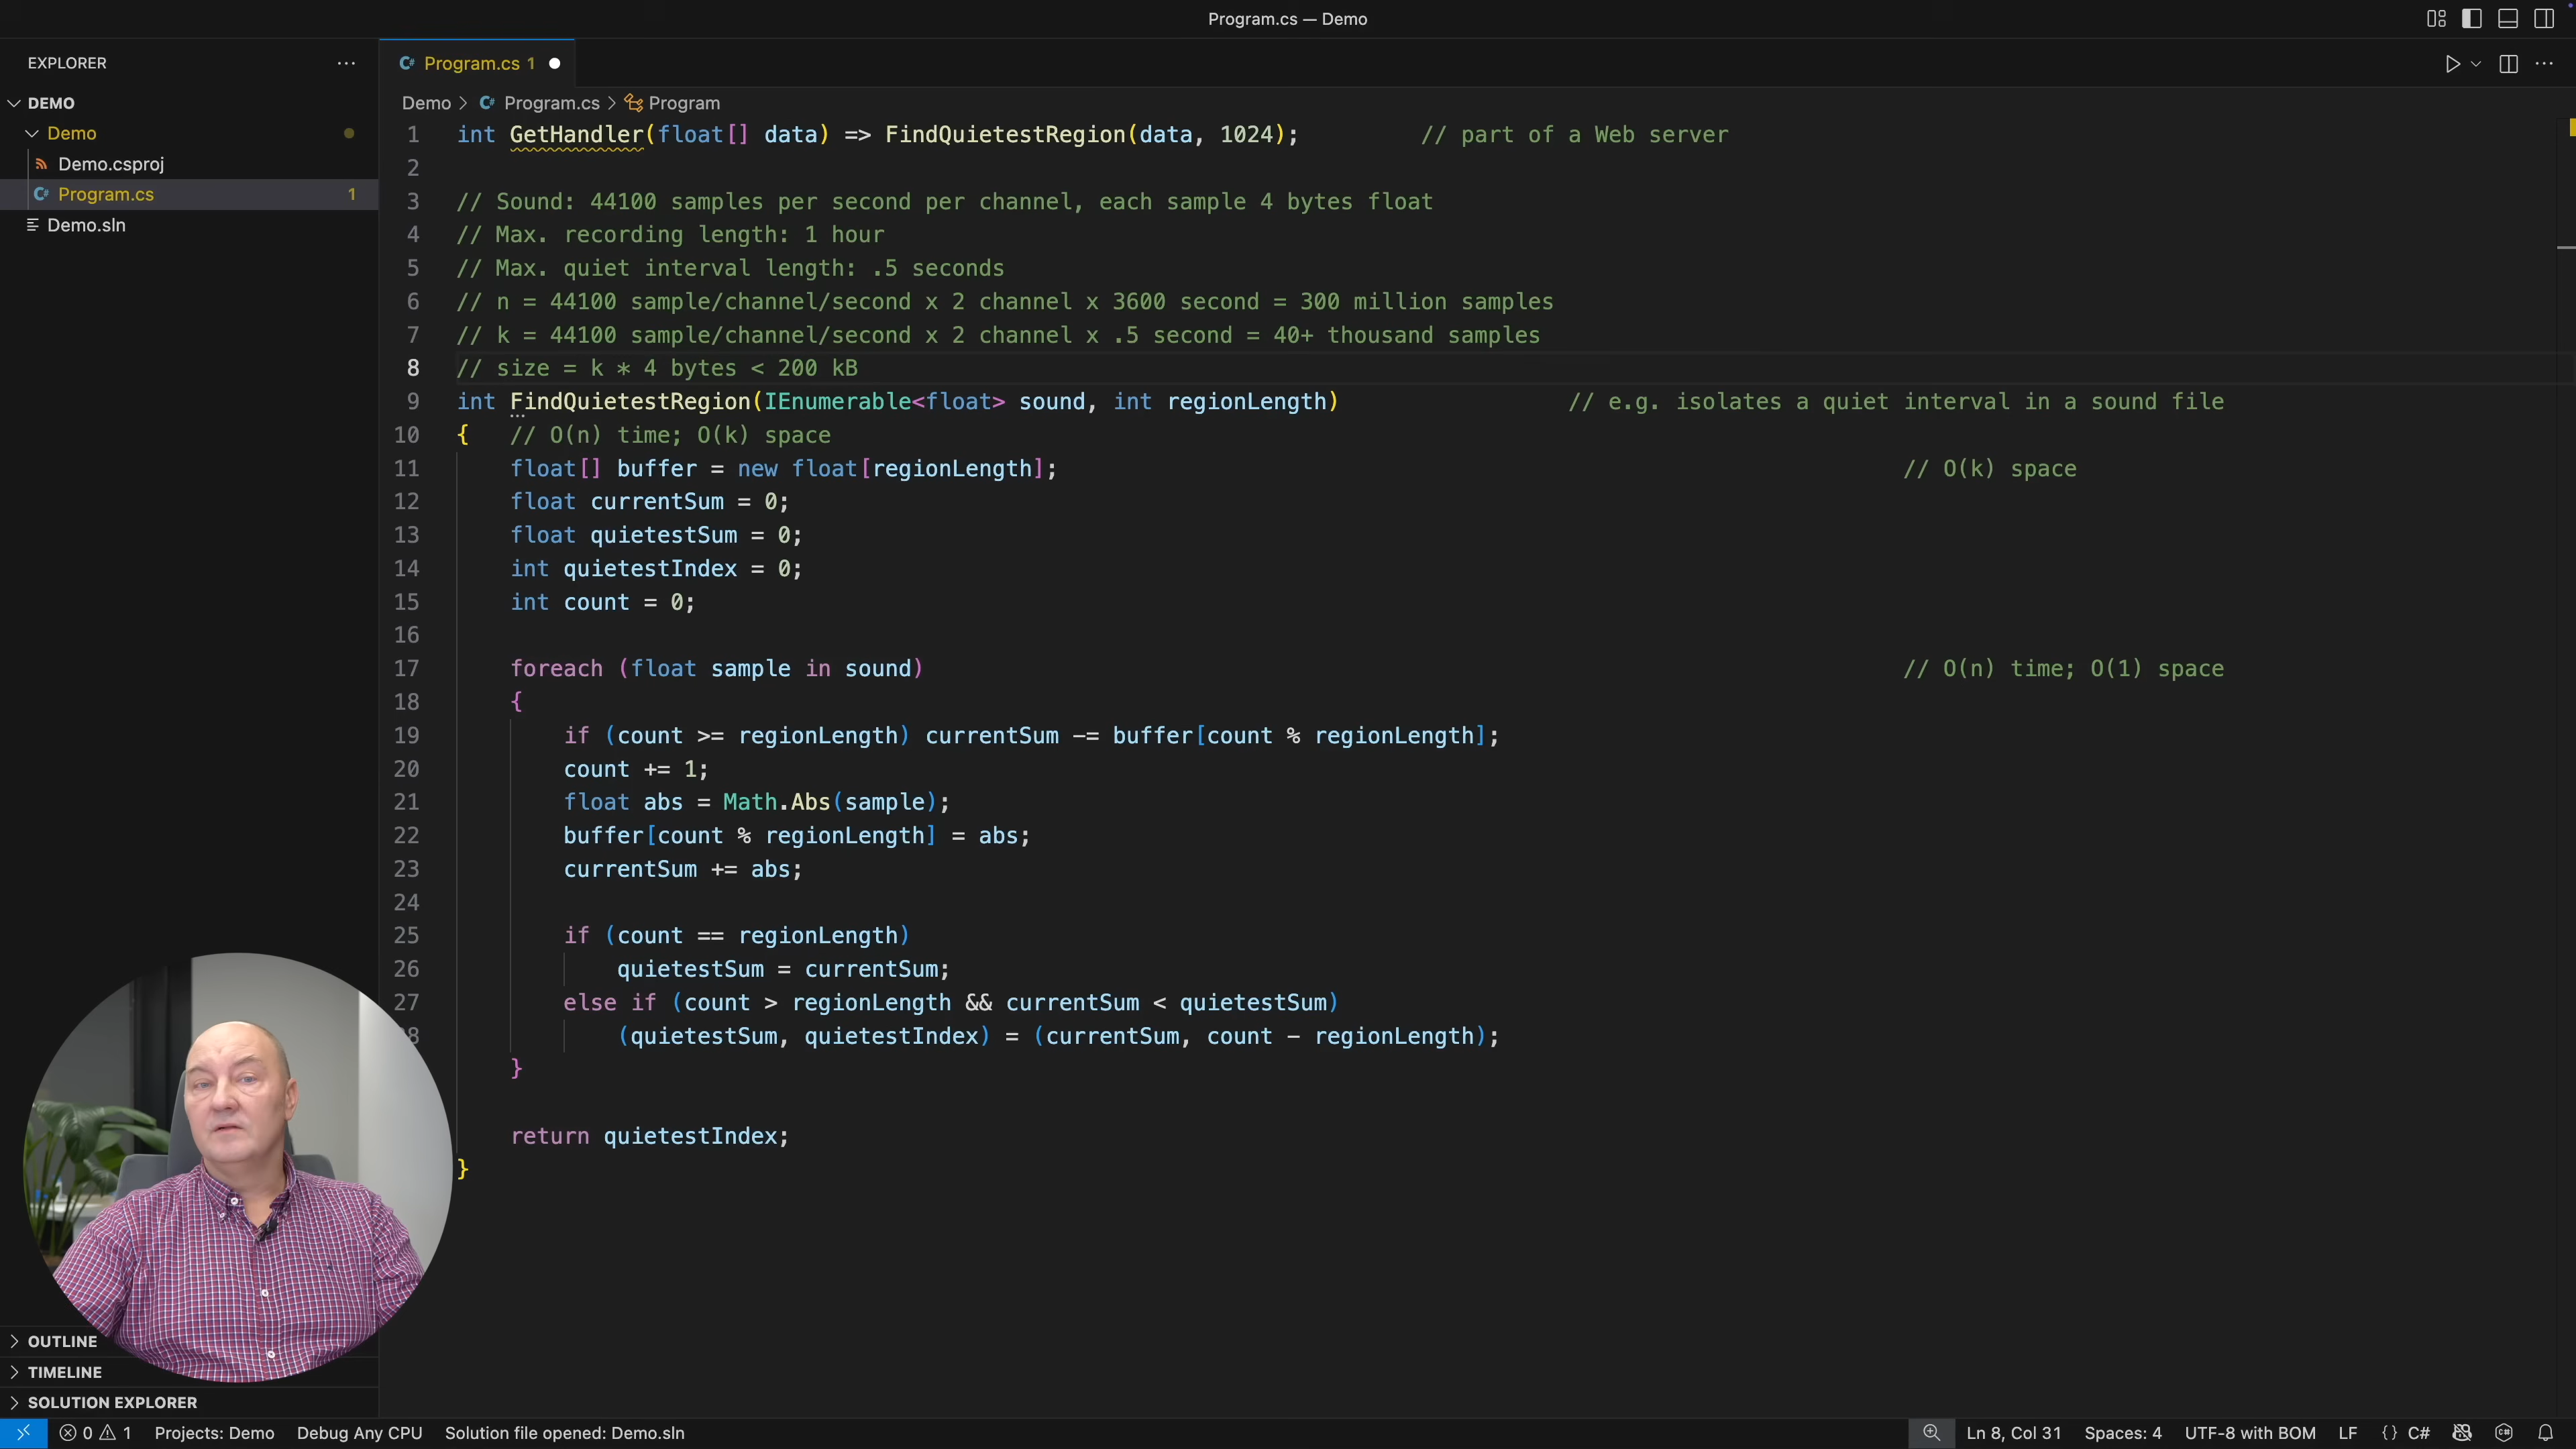 Program.cs — Demo
EXPLORER
DEMO
Demo
Demo.csproj
Program.cs 1
Demo.sln
OUTLINE
TIMELINE
SOLUTION EXPLORER
C# Program.cs 1
Demo > C# Program.cs > Program
1 int GetHandler(float[] data) => FindQuietestRegion(data, 1024); // part of a Web server
2
3 // Sound: 44100 samples per second per channel, each sample 4 bytes float
4 // Max. recording length: 1 hour
5 // Max. quiet interval length: .5 seconds
6 // n = 44100 sample/channel/second x 2 channel x 3600 second = 300 million samples
7 // k = 44100 sample/channel/second x 2 channel x .5 second = 40+ thousand samples
8 // size = k * 4 bytes < 200 kB
9 int FindQuietestRegion(IEnumerable<float> sound, int regionLength) // e.g. isolates a quiet interval in a sound file
10 { // O(n) time; O(k) space
11 float[] buffer = new float[regionLength]; // O(k) space
12 float currentSum = 0;
13 float quietestSum = 0;
14 int quietestIndex = 0;
15 int count = 0;
16
17 foreach (float sample in sound) // O(n) time; O(1) space
18 {
19 if (count >= regionLength) currentSum -= buffer[count % regionLength];
20 count += 1;
21 float abs = Math.Abs(sample);
22 buffer[count % regionLength] = abs;
23 currentSum += abs;
24
25 if (count == regionLength)
26 quietestSum = currentSum;
27 else if (count > regionLength && currentSum < quietestSum)
8 (quietestSum, quietestIndex) = (currentSum, count - regionLength);
}
return quietestIndex;
}
0 1 Projects: Demo Debug Any CPU Solution file opened: Demo.sln Ln 8, Col 31 Spaces: 4 UTF-8 with BOM LF {} C#